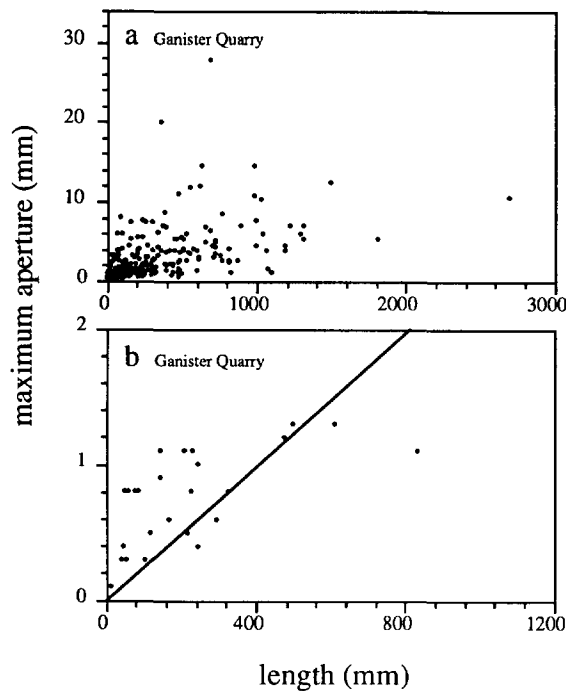 a Ganister Quarry
30
20
10
0
0 1000 2000 3000
maximum aperture (mm)
b Ganister Quarry
2
1
0
0 400 800 1200
length (mm)